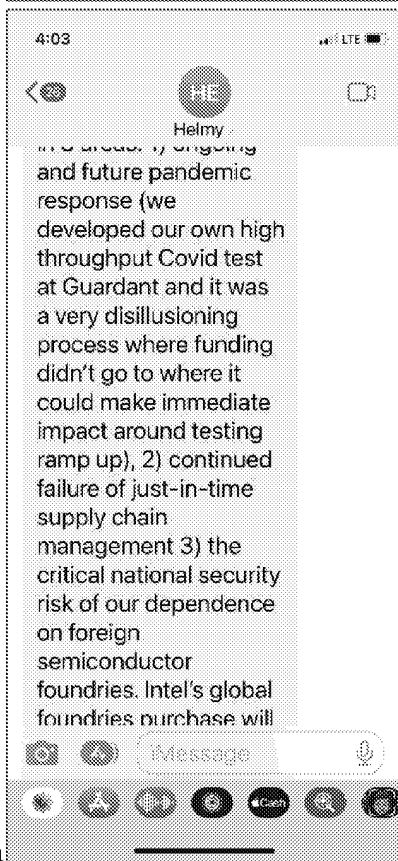 4:03
LTE
HE
Helmy
and future pandemic
response (we
developed our own high
throughput Covid test
at Guardant and it was
a very disillusioning
process where funding
didn't go to where it
could make immediate
impact around testing
ramp up), 2) continued
failure of just-in-time
supply chain
management 3) the
critical national security
risk of our dependence
on foreign
semiconductor
foundries. Intel's global
foundries purchase will
iMessage
Cash